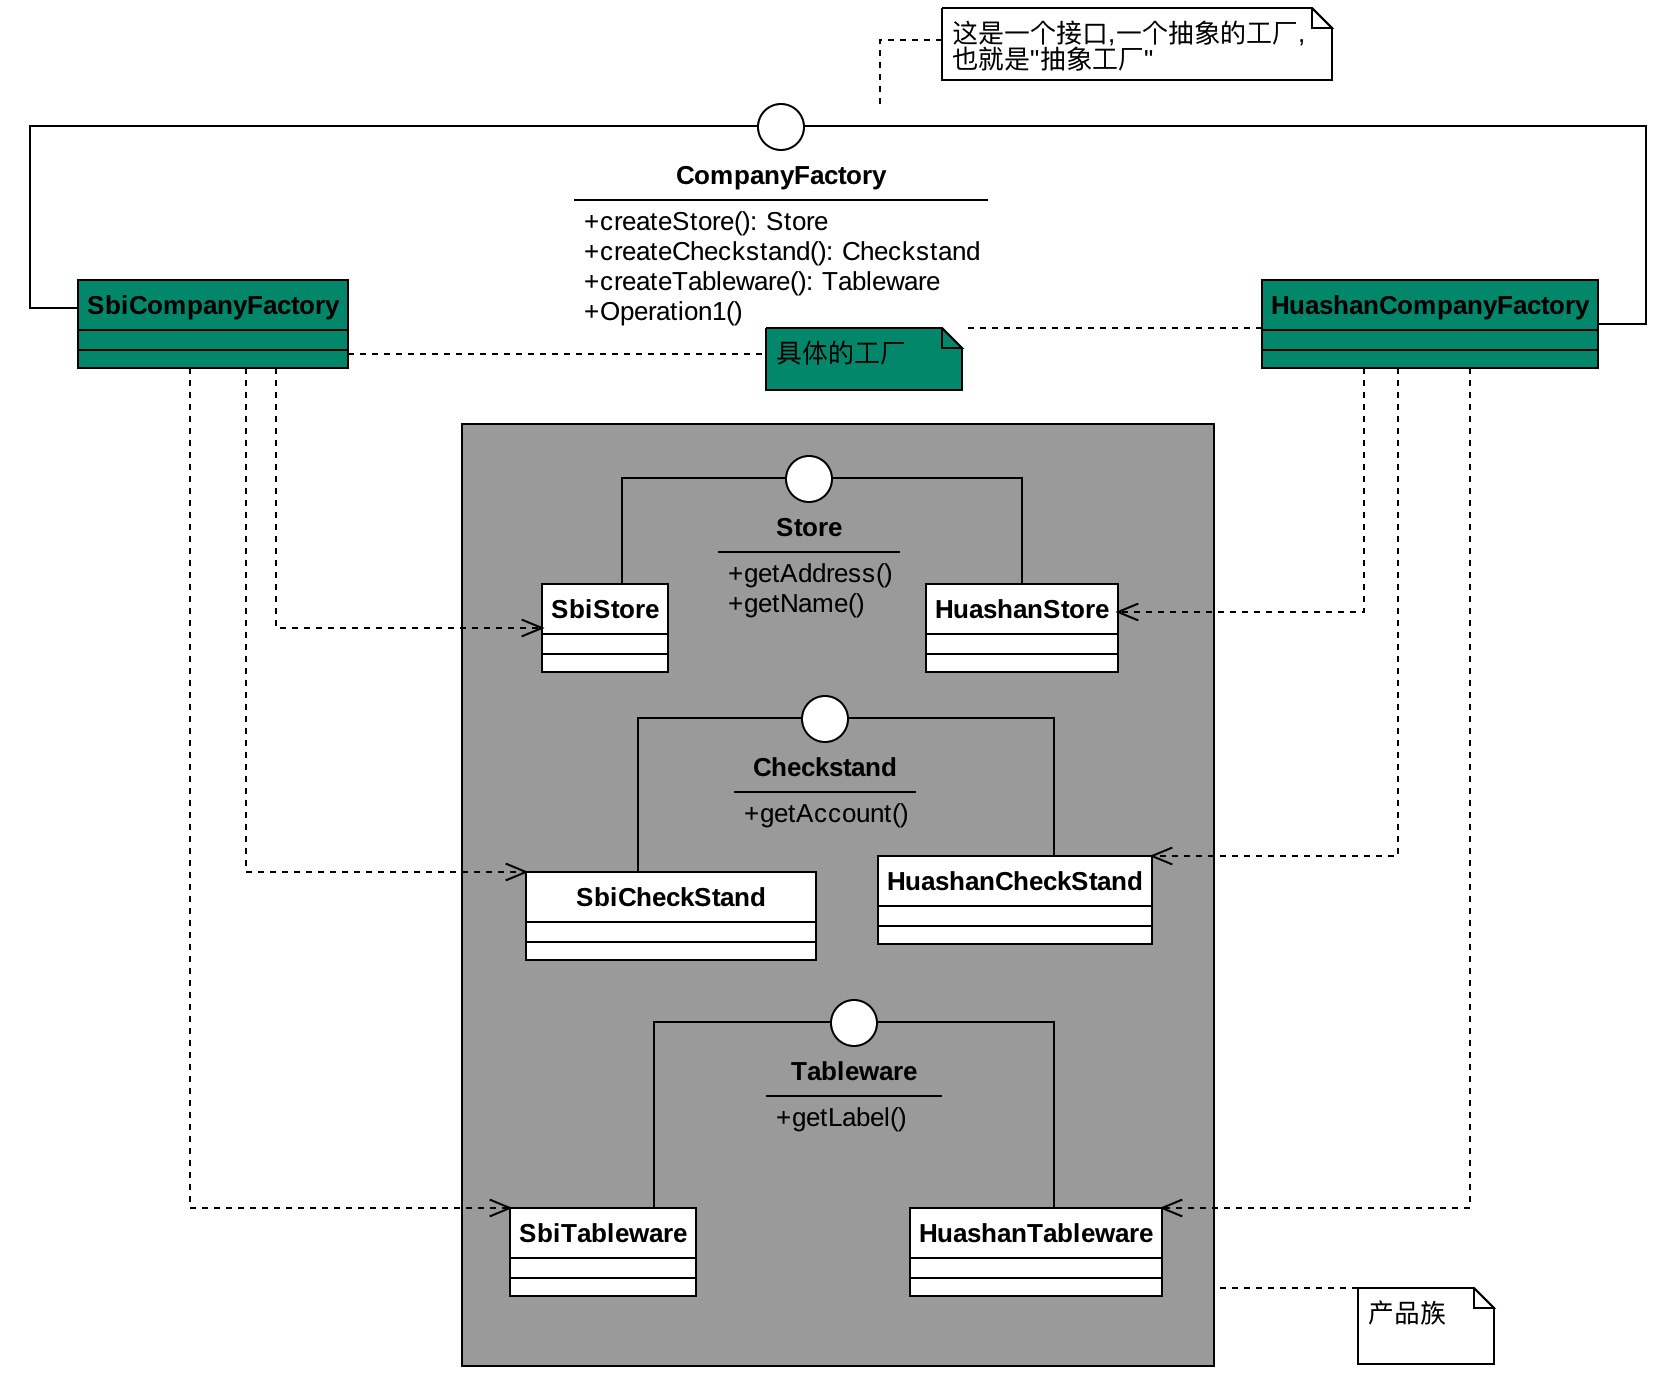 这是一个接口,一个抽象的工厂,
也就是"抽象工厂"
CompanyFactory
+createStore(): Store
+createCheckstand(): Checkstand
+createTableware(): Tableware
+Operation1()
SbiCompanyFactory
HuashanCompanyFactory
具体的工厂
Store
+getAddress()
+getName()
SbiStore
HuashanStore
Checkstand
+getAccount()
SbiCheckStand
HuashanCheckStand
Tableware
+getLabel()
SbiTableware
HuashanTableware
产品族